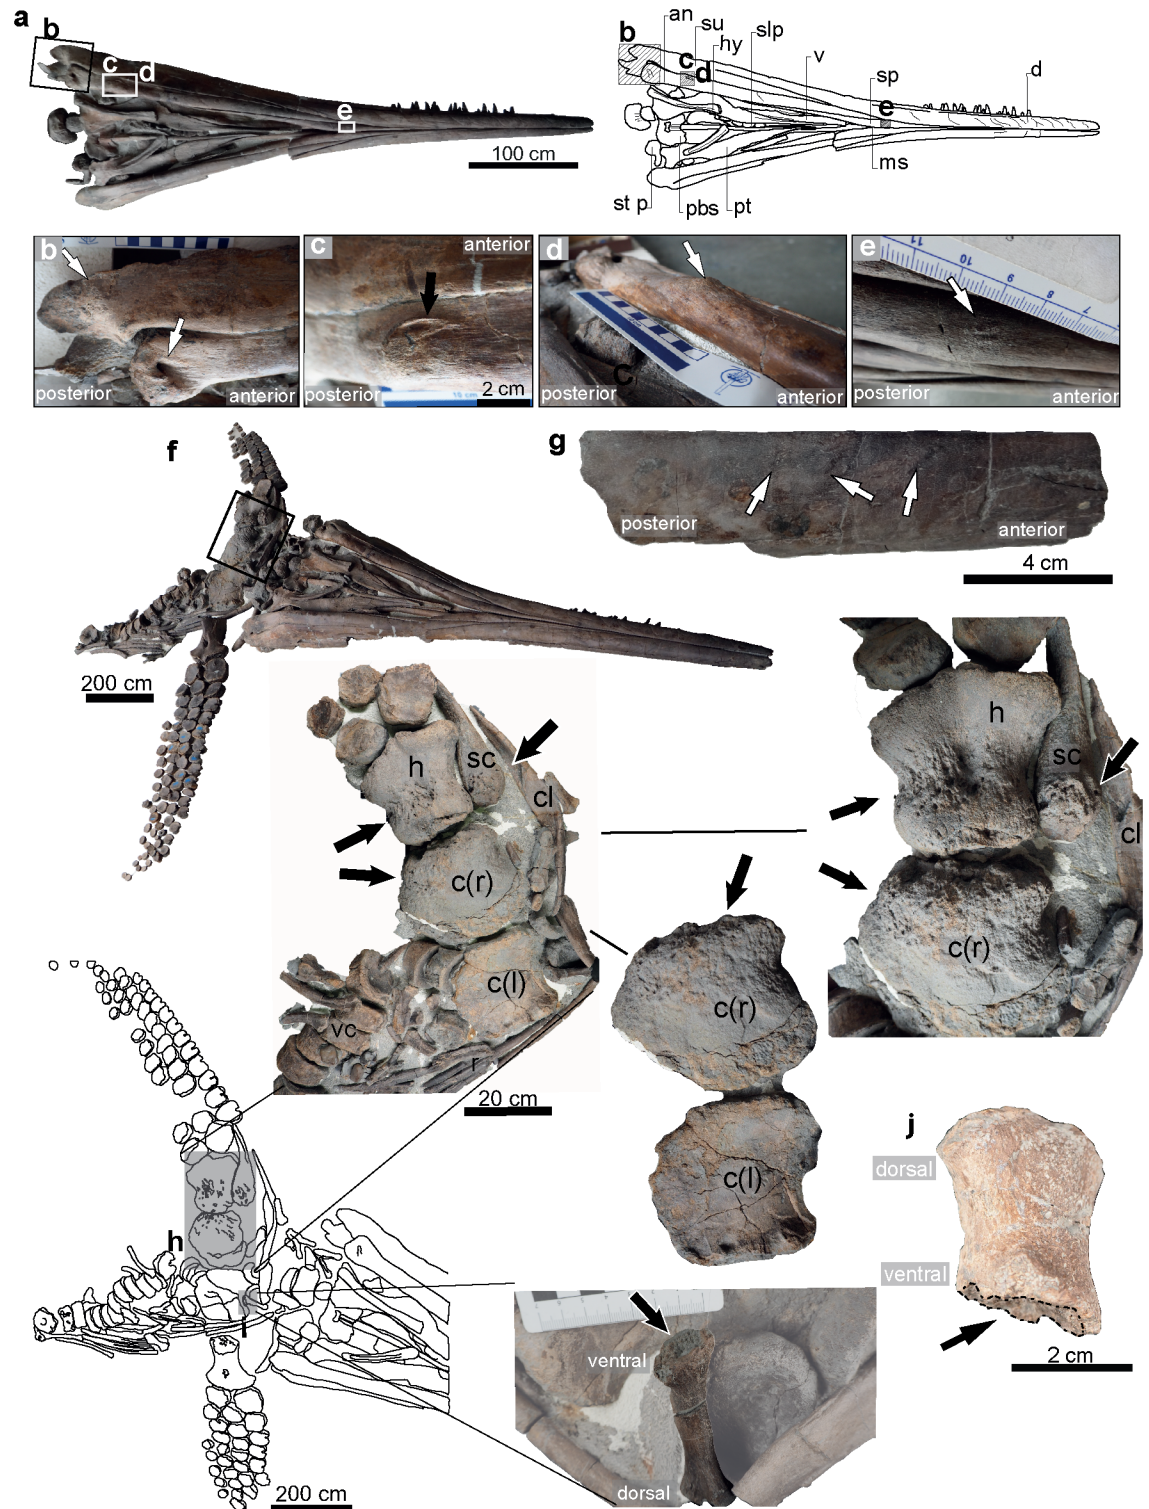 a
b
c
d
e
100 cm
b
an
su
hy
slp
v
sp
d
c
d
e
ms
st p
pbs
pt
b
posterior
anterior
c
anterior
posterior
2 cm
15 cm
d
posterior
anterior
C
e
11
10
9
8
7
posterior
anterior
f
200 cm
g
posterior
anterior
4 cm
h
sc
cl
c(r)
c(l)
vc
r
20 cm
h
sc
cl
c(r)
c(r)
c(l)
h
i
200 cm
ventral
dorsal
j
dorsal
ventral
2 cm